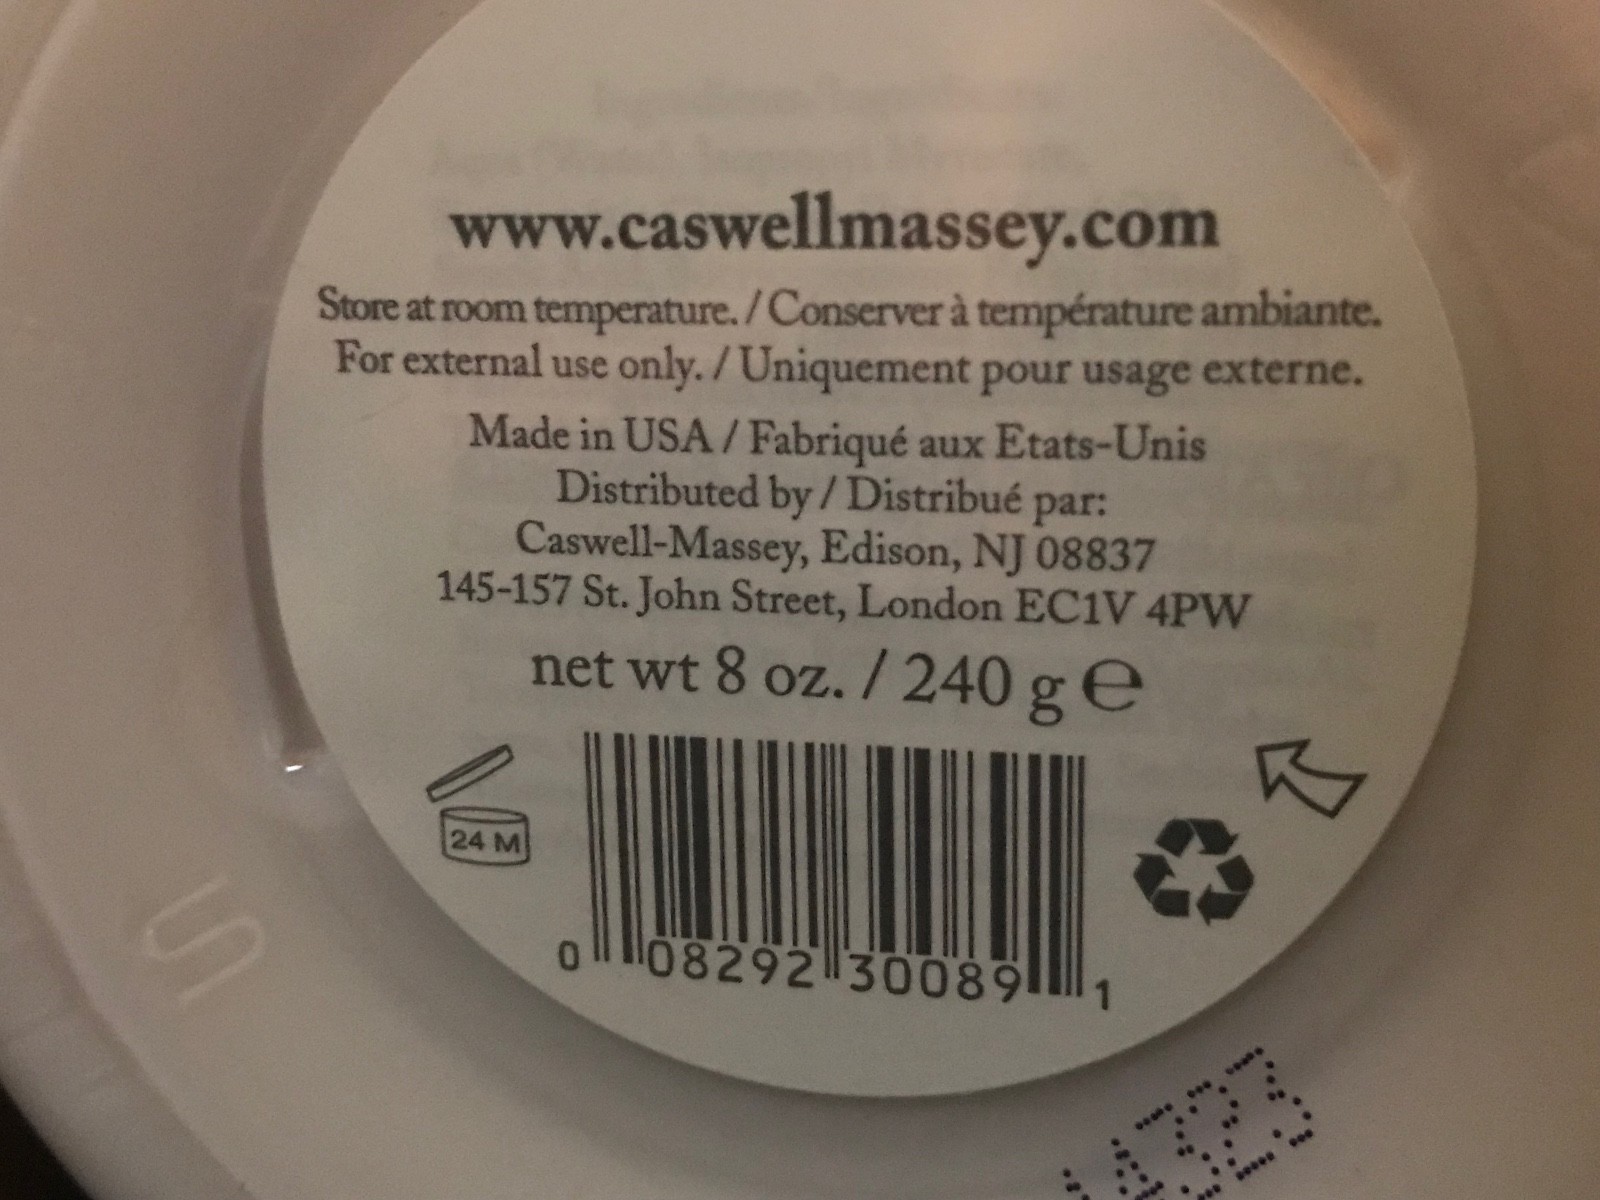 www.caswellmassey.com
Store at room temperature. / Conserver à température ambiante.
For external use only. / Uniquement pour usage externe.
Made in USA / Fabriqué aux Etats-Unis
Distributed by / Distribué par:
Caswell-Massey, Edison, NJ 08837
145-157 St. John Street, London EC1V 4PW
net wt 8 oz. / 240 g ℮
24 M
0 08292 30089 1